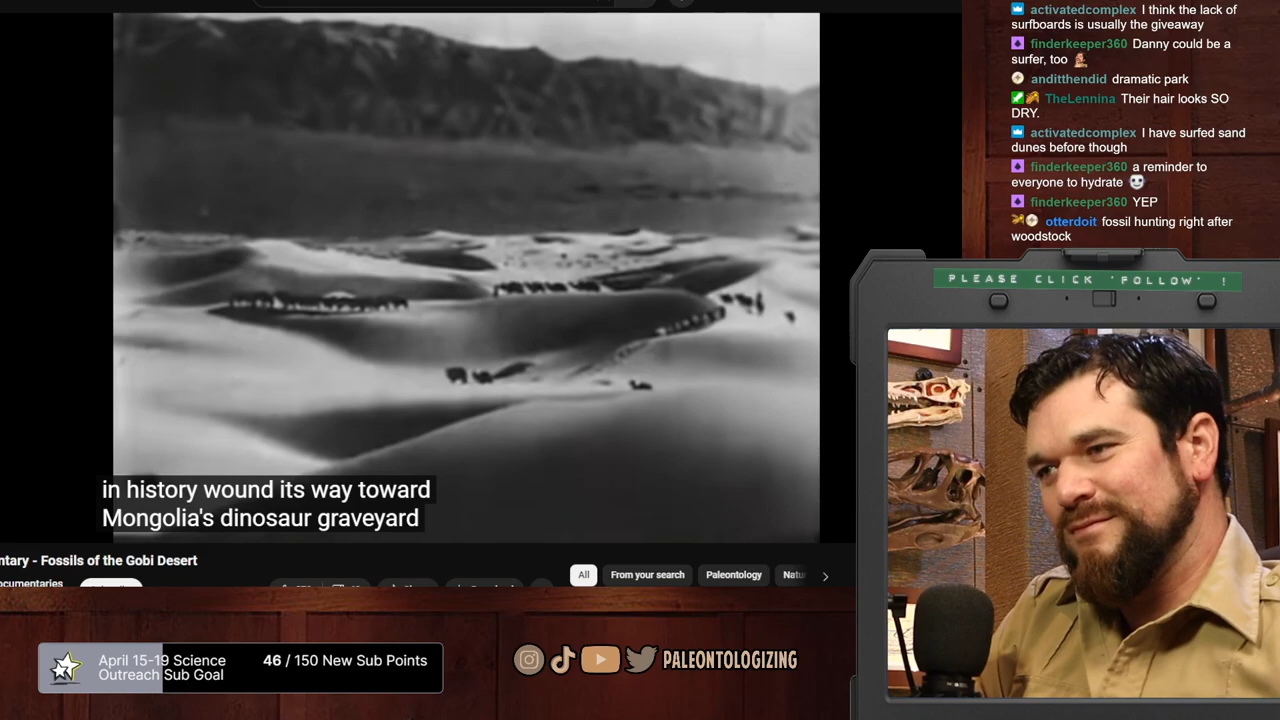 in history wound its way toward
Mongolia's dinosaur graveyard
ntary - Fossils of the Gobi Desert
ocumentaries
All
From your search
Paleontology
Natu
April 15-19 Science
Outreach Sub Goal
46 / 150 New Sub Points
PALEONTOLOGIZING
activatedcomplex I think the lack of
surfboards is usually the giveaway
finderkeeper360 Danny could be a
surfer, too
anditthendid dramatic park
TheLennina Their hair looks SO
DRY.
activatedcomplex I have surfed sand
dunes before though
finderkeeper360 a reminder to
everyone to hydrate
finderkeeper360 YEP
otterdoit fossil hunting right after
woodstock
PLEASE CLICK "FOLLOW" !